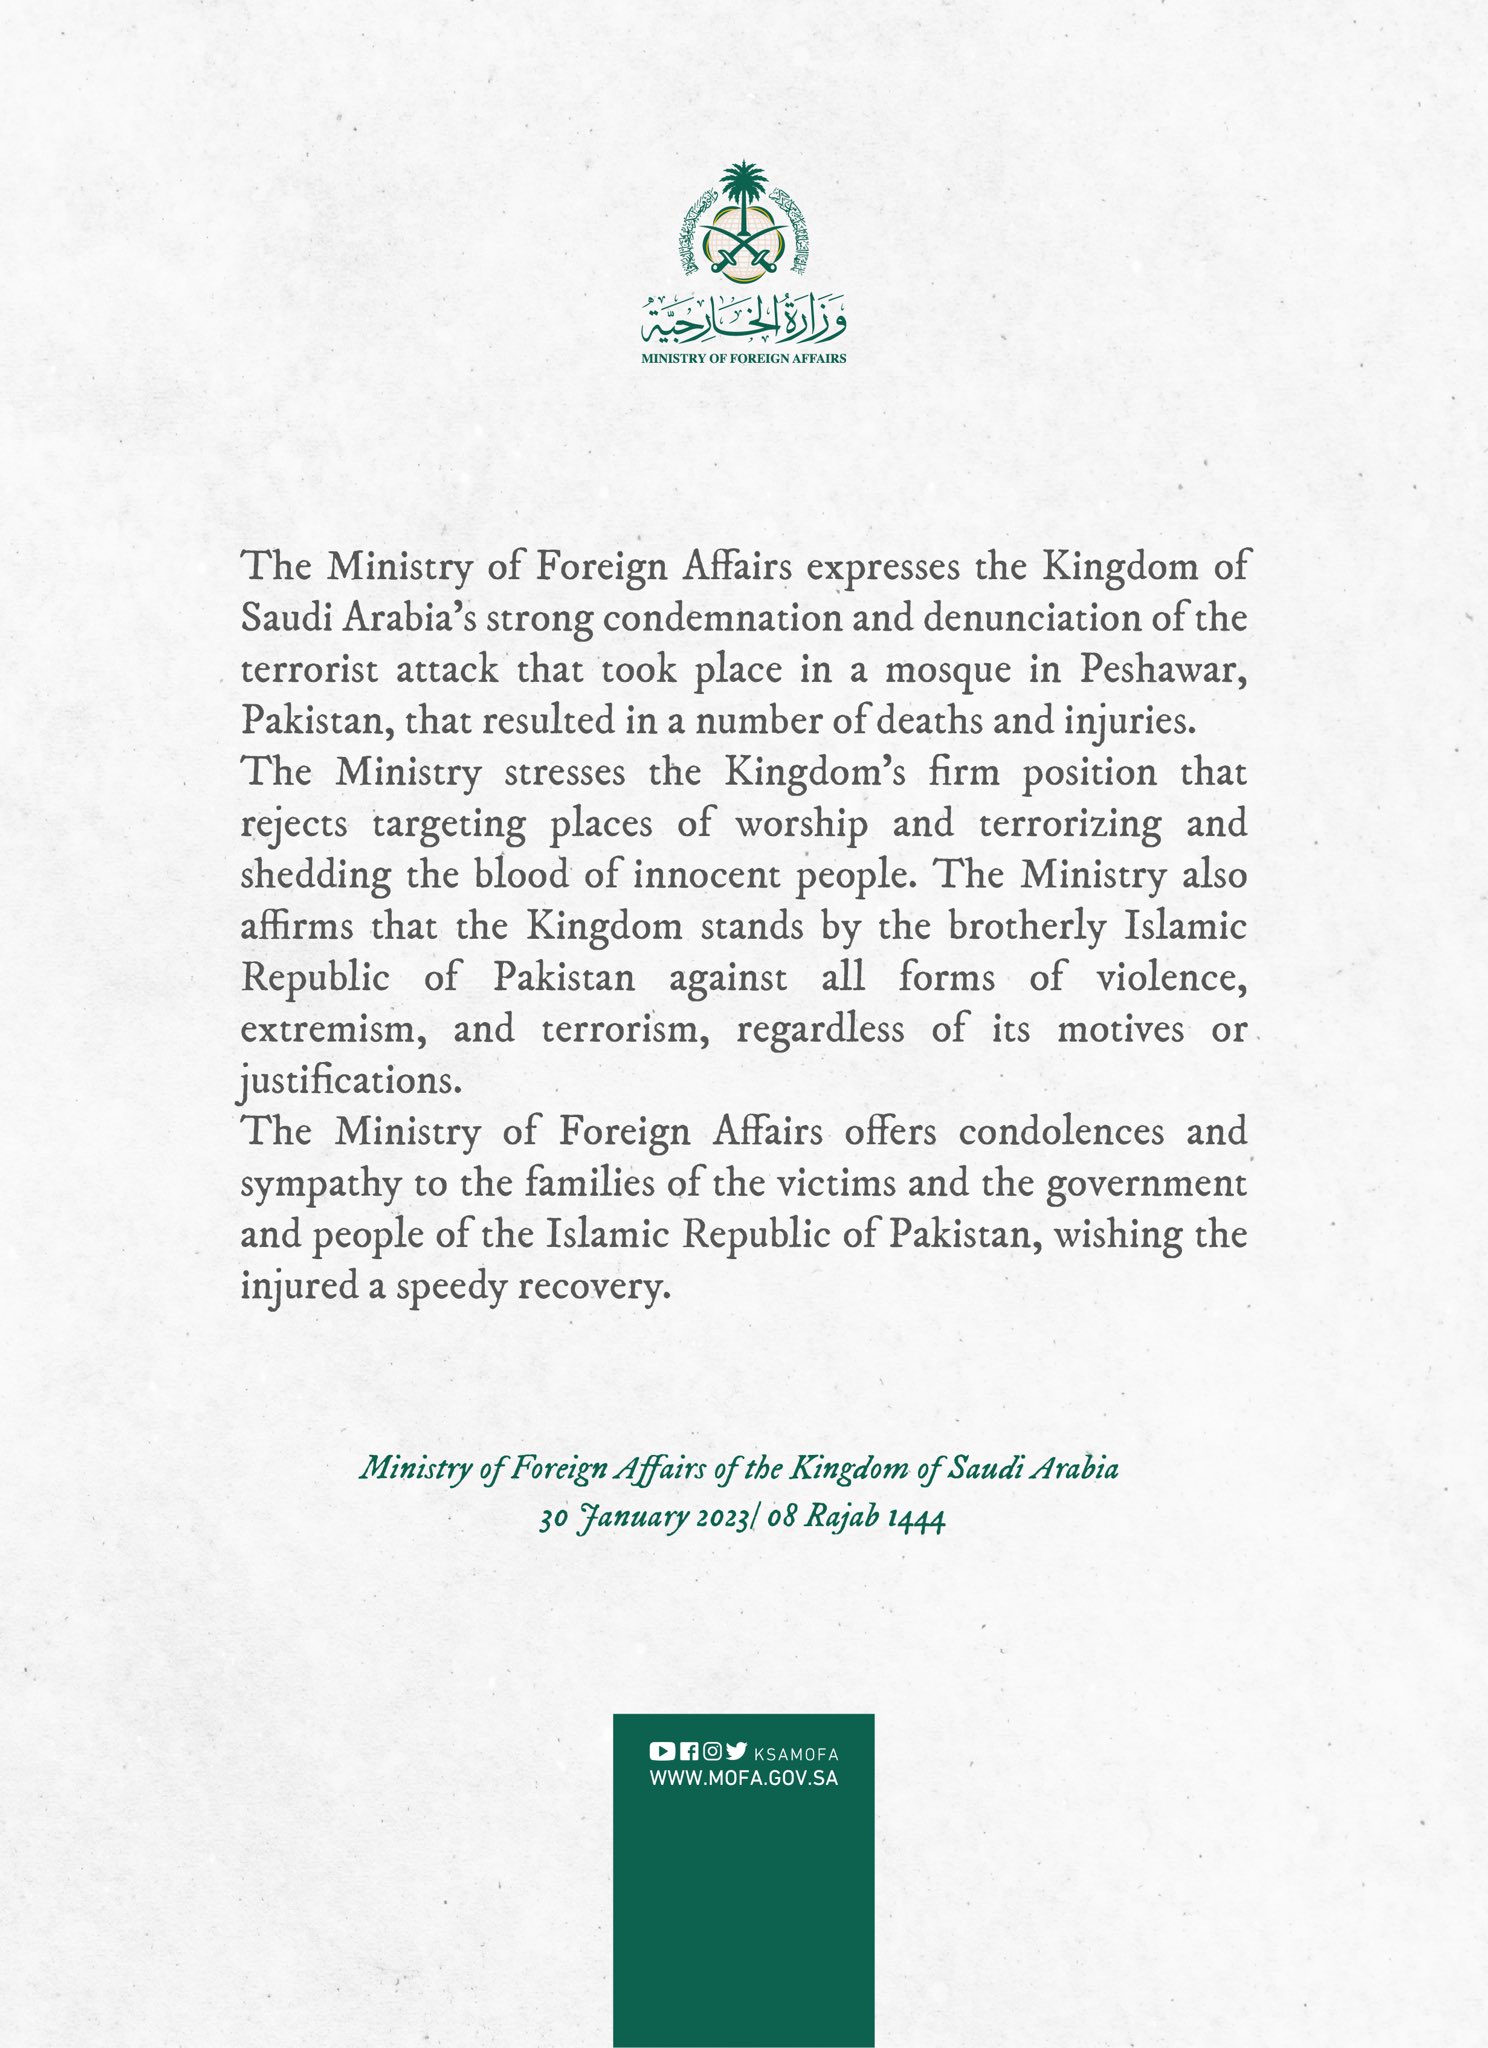 وزارة الخارجية
MINISTRY OF FOREIGN AFFAIRS
The Ministry of Foreign Affairs expresses the Kingdom of
Saudi Arabia’s strong condemnation and denunciation of the
terrorist attack that took place in a mosque in Peshawar,
Pakistan, that resulted in a number of deaths and injuries.
The Ministry stresses the Kingdom’s firm position that
rejects targeting places of worship and terrorizing and
shedding the blood of innocent people. The Ministry also
affirms that the Kingdom stands by the brotherly Islamic
Republic of Pakistan against all forms of violence,
extremism, and terrorism, regardless of its motives or
justifications.
The Ministry of Foreign Affairs offers condolences and
sympathy to the families of the victims and the government
and people of the Islamic Republic of Pakistan, wishing the
injured a speedy recovery.
Ministry of Foreign Affairs of the Kingdom of Saudi Arabia
30 January 2023/ 08 Rajab 1444
KSAMOFA
WWW.MOFA.GOV.SA